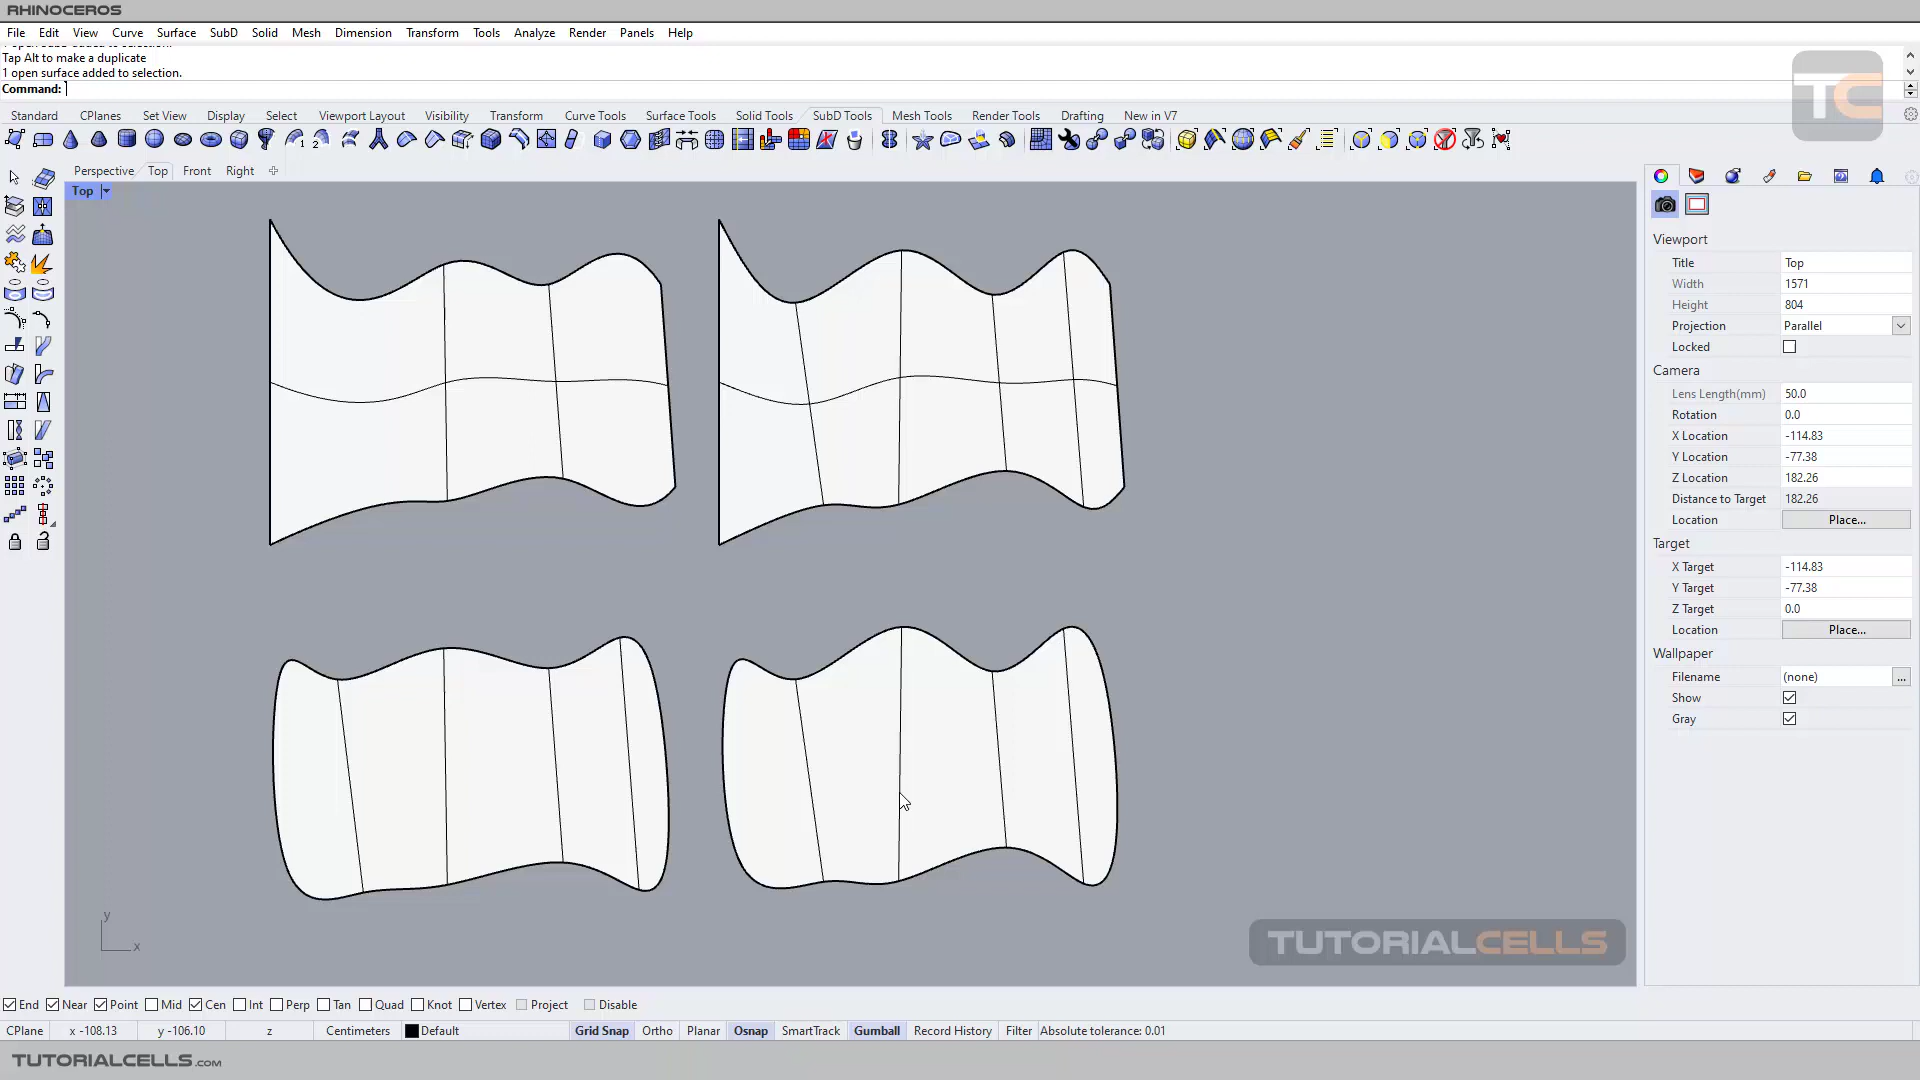 RHINOCEROS
File Edit View Curve Surface SubD Solid Mesh Dimension Transform Tools Analyze Render Panels Help
Tap Alt to make a duplicate
1 open surface added to selection.
Command:
TC
Standard CPlanes Set View Display Select Viewport Layout Visibility Transform Curve Tools Surface Tools Solid Tools SubD Tools Mesh Tools Render Tools Drafting New in V7
Perspective Top Front Right
Top
Viewport
Title Top
Width 1571
Height 804
Projection Parallel
Locked
Camera
Lens Length(mm) 50.0
Rotation 0.0
X Location -114.83
Y Location -77.38
Z Location 182.26
Distance to Target 182.26
Location Place...
Target
X Target -114.83
Y Target -77.38
Z Target 0.0
Location Place...
Wallpaper
Filename (none) ...
Show
Gray
y
x
TUTORIALCELLS
End Near Point Mid Cen Int Perp Tan Quad Knot Vertex Project Disable
CPlane x -108.13 y -106.10 z Centimeters Default Grid Snap Ortho Planar Osnap SmartTrack Gumball Record History Filter Absolute tolerance: 0.01
TUTORIALCELLS.COM